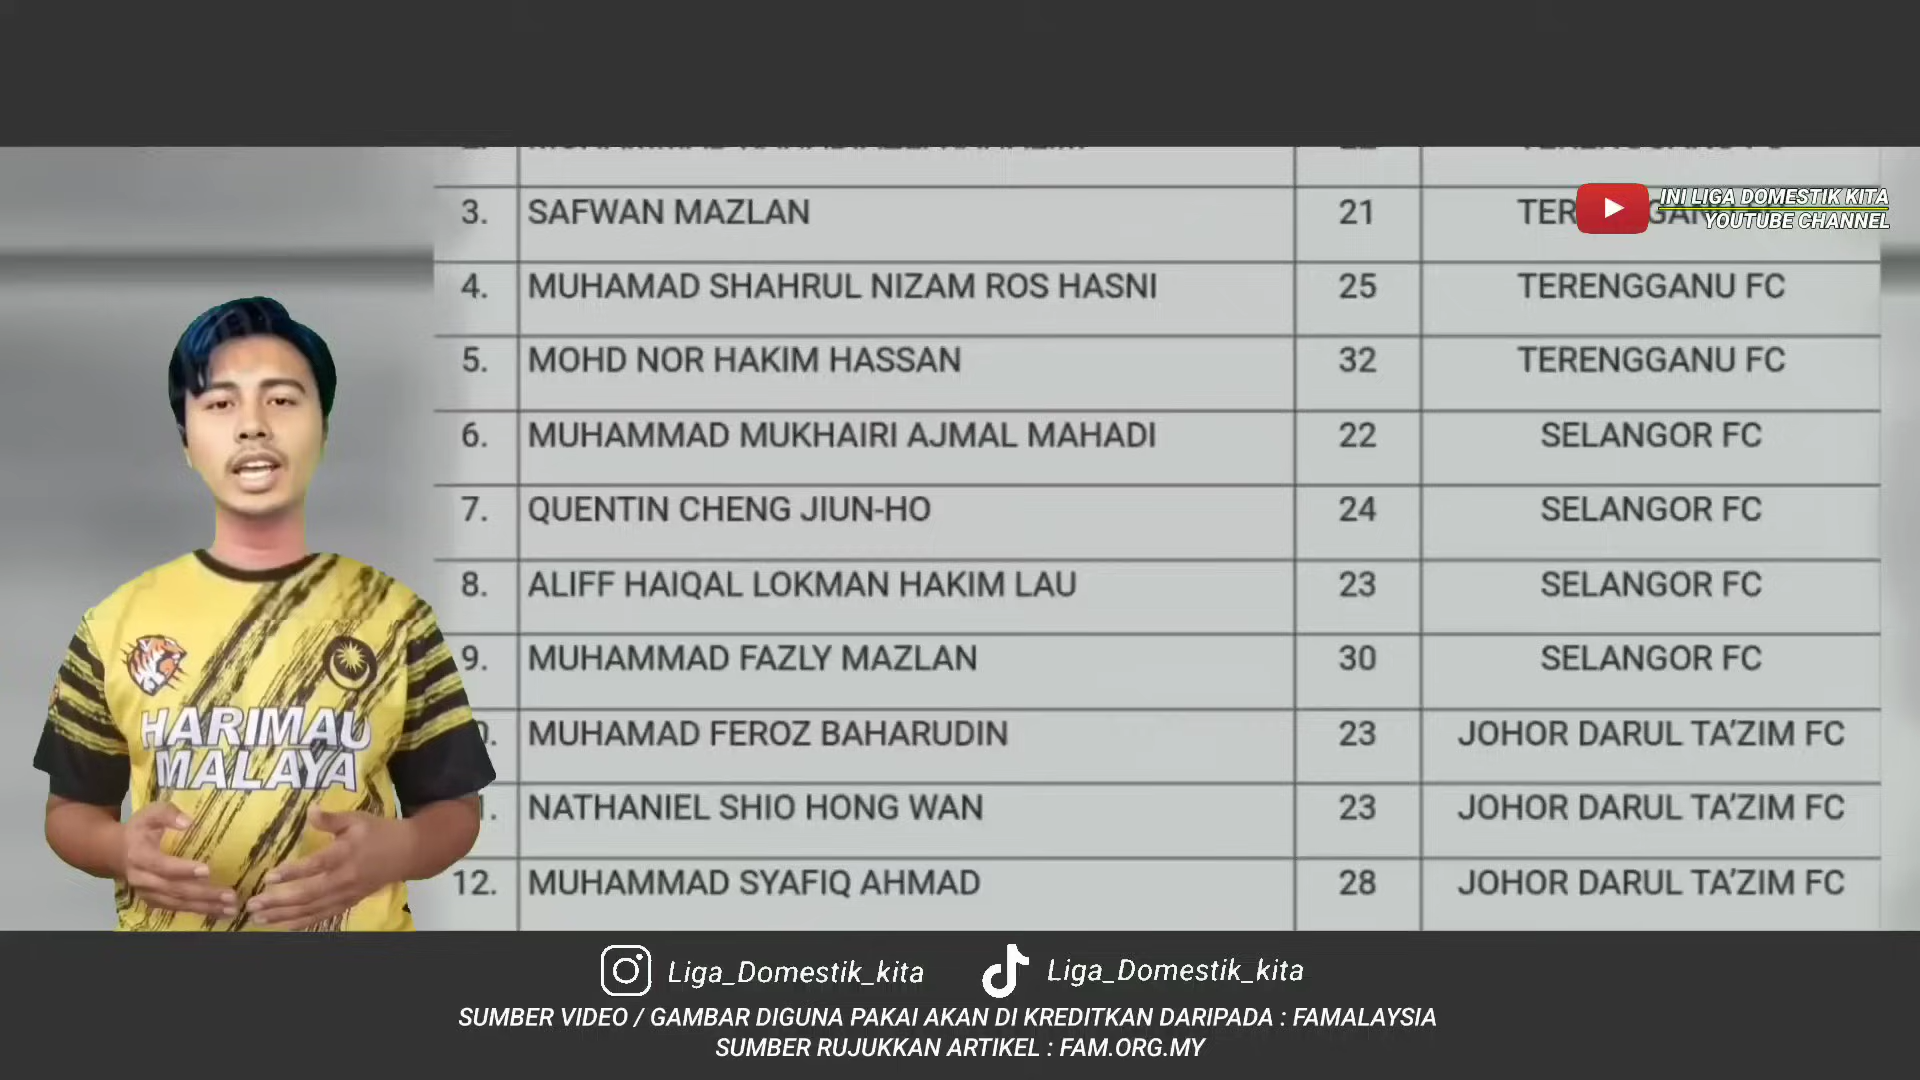 3. SAFWAN MAZLAN 21
INI LIGA DOMESTIK KITA
YOUTUBE CHANNEL
4. MUHAMAD SHAHRUL NIZAM ROS HASNI 25 TERENGGANU FC
5. MOHD NOR HAKIM HASSAN 32 TERENGGANU FC
6. MUHAMMAD MUKHAIRI AJMAL MAHADI 22 SELANGOR FC
7. QUENTIN CHENG JIUN-HO 24 SELANGOR FC
8. ALIFF HAIQAL LOKMAN HAKIM LAU 23 SELANGOR FC
9. MUHAMMAD FAZLY MAZLAN 30 SELANGOR FC
MUHAMAD FEROZ BAHARUDIN 23 JOHOR DARUL TA'ZIM FC
NATHANIEL SHIO HONG WAN 23 JOHOR DARUL TA'ZIM FC
12. MUHAMMAD SYAFIQ AHMAD 28 JOHOR DARUL TA'ZIM FC
HARIMAU
MALAYA
Liga_Domestik_kita Liga_Domestik_kita
SUMBER VIDEO / GAMBAR DIGUNA PAKAI AKAN DI KREDITKAN DARIPADA : FAMALAYSIA
SUMBER RUJUKKAN ARTIKEL : FAM.ORG.MY